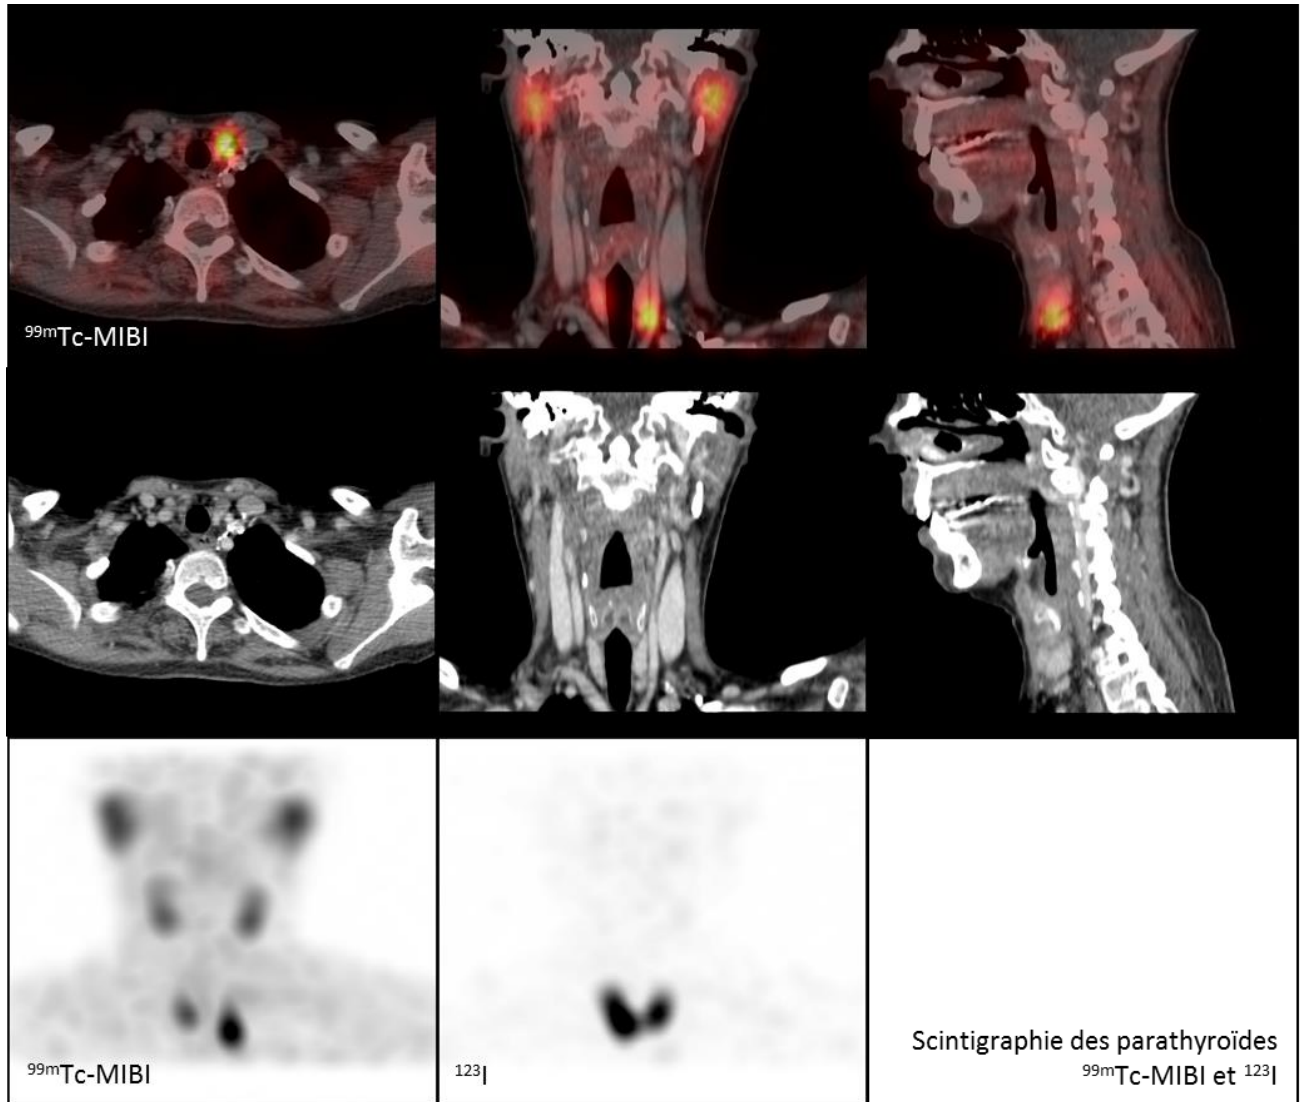 ⁹⁹ᵐTc-MIBI
⁹⁹ᵐTc-MIBI
¹²³I
Scintigraphie des parathyroïdes
⁹⁹ᵐTc-MIBI et ¹²³I